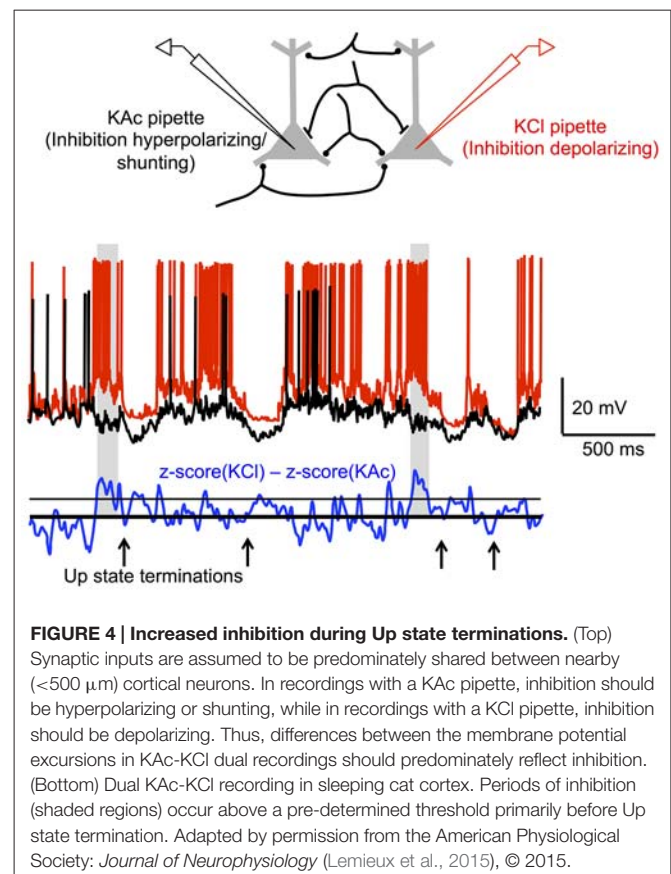 KAc pipette
(Inhibition hyperpolarizing/
shunting)
KCl pipette
(Inhibition depolarizing)
20 mV
500 ms
z-score(KCl) – z-score(KAc)
Up state terminations
FIGURE 4 | Increased inhibition during Up state terminations. (Top)
Synaptic inputs are assumed to be predominately shared between nearby
(<500 μm) cortical neurons. In recordings with a KAc pipette, inhibition should
be hyperpolarizing or shunting, while in recordings with a KCl pipette, inhibition
should be depolarizing. Thus, differences between the membrane potential
excursions in KAc-KCl dual recordings should predominately reflect inhibition.
(Bottom) Dual KAc-KCl recording in sleeping cat cortex. Periods of inhibition
(shaded regions) occur above a pre-determined threshold primarily before Up
state termination. Adapted by permission from the American Physiological
Society: Journal of Neurophysiology (Lemieux et al., 2015), © 2015.